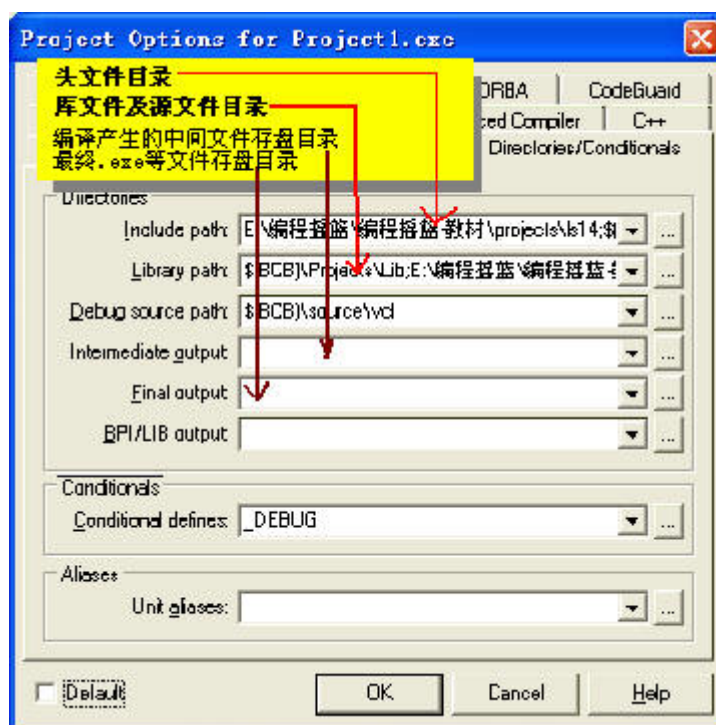 Project Options for Project1.exe
头文件目录
库文件及源文件目录
编译产生的中间文件存盘目录
最终.exe等文件存盘目录
ORBA
CodeGuard
ced Compiler
C++
Directories/Conditionals
Directories
Include path: E:\编程摇篮\编程摇篮-教材\projects\ls14;$(
Library path: $(BCB)\Projects\Lib;E:\编程摇篮\编程摇篮-
Debug source path: $(BCB)\source\vcl
Intermediate output:
Final output:
BPI/LIB output:
Conditionals
Conditional defines: _DEBUG
Aliases
Unit aliases:
Default
OK
Cancel
Help